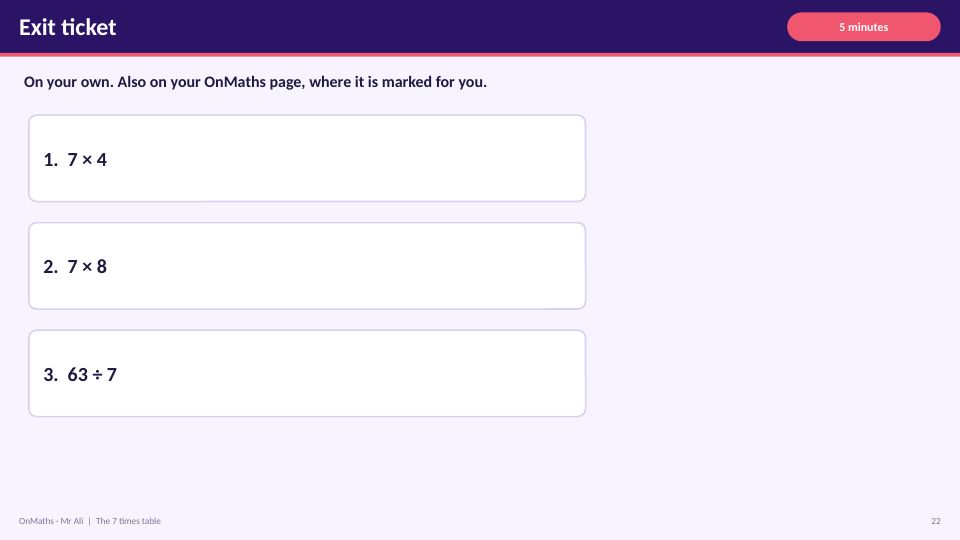 Exit ticket
5 minutes
On your own. Also on your OnMaths page, where it is marked for you.
1. 7 × 4
2. 7 × 8
3. 63 ÷ 7
OnMaths - Mr Ali | The 7 times table
22